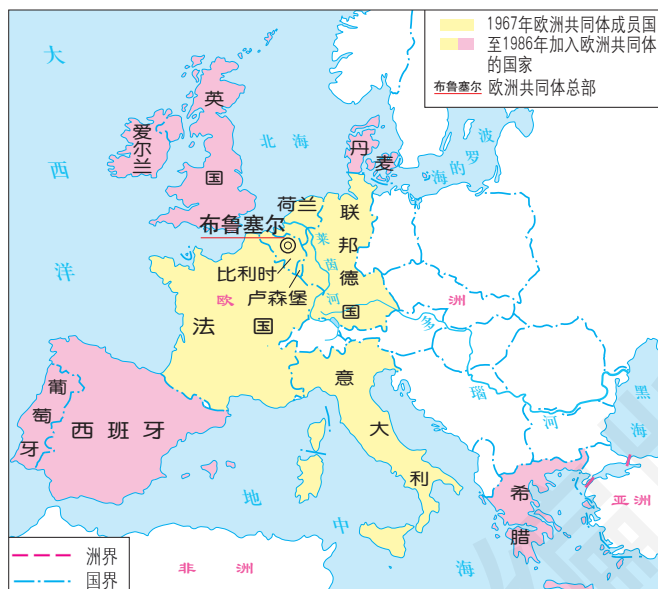 1967年欧洲共同体成员国
至1986年加入欧洲共同体
的国家
布鲁塞尔 欧洲共同体总部
大西洋
英国
爱尔兰
北海
丹麦
波罗的海
荷兰
布鲁塞尔
联邦德国
莱茵河
比利时
卢森堡
欧洲
法国
多瑙河
意大利
黑海
葡萄牙
西班牙
希腊
亚洲
地中海
非洲
洲界
国界